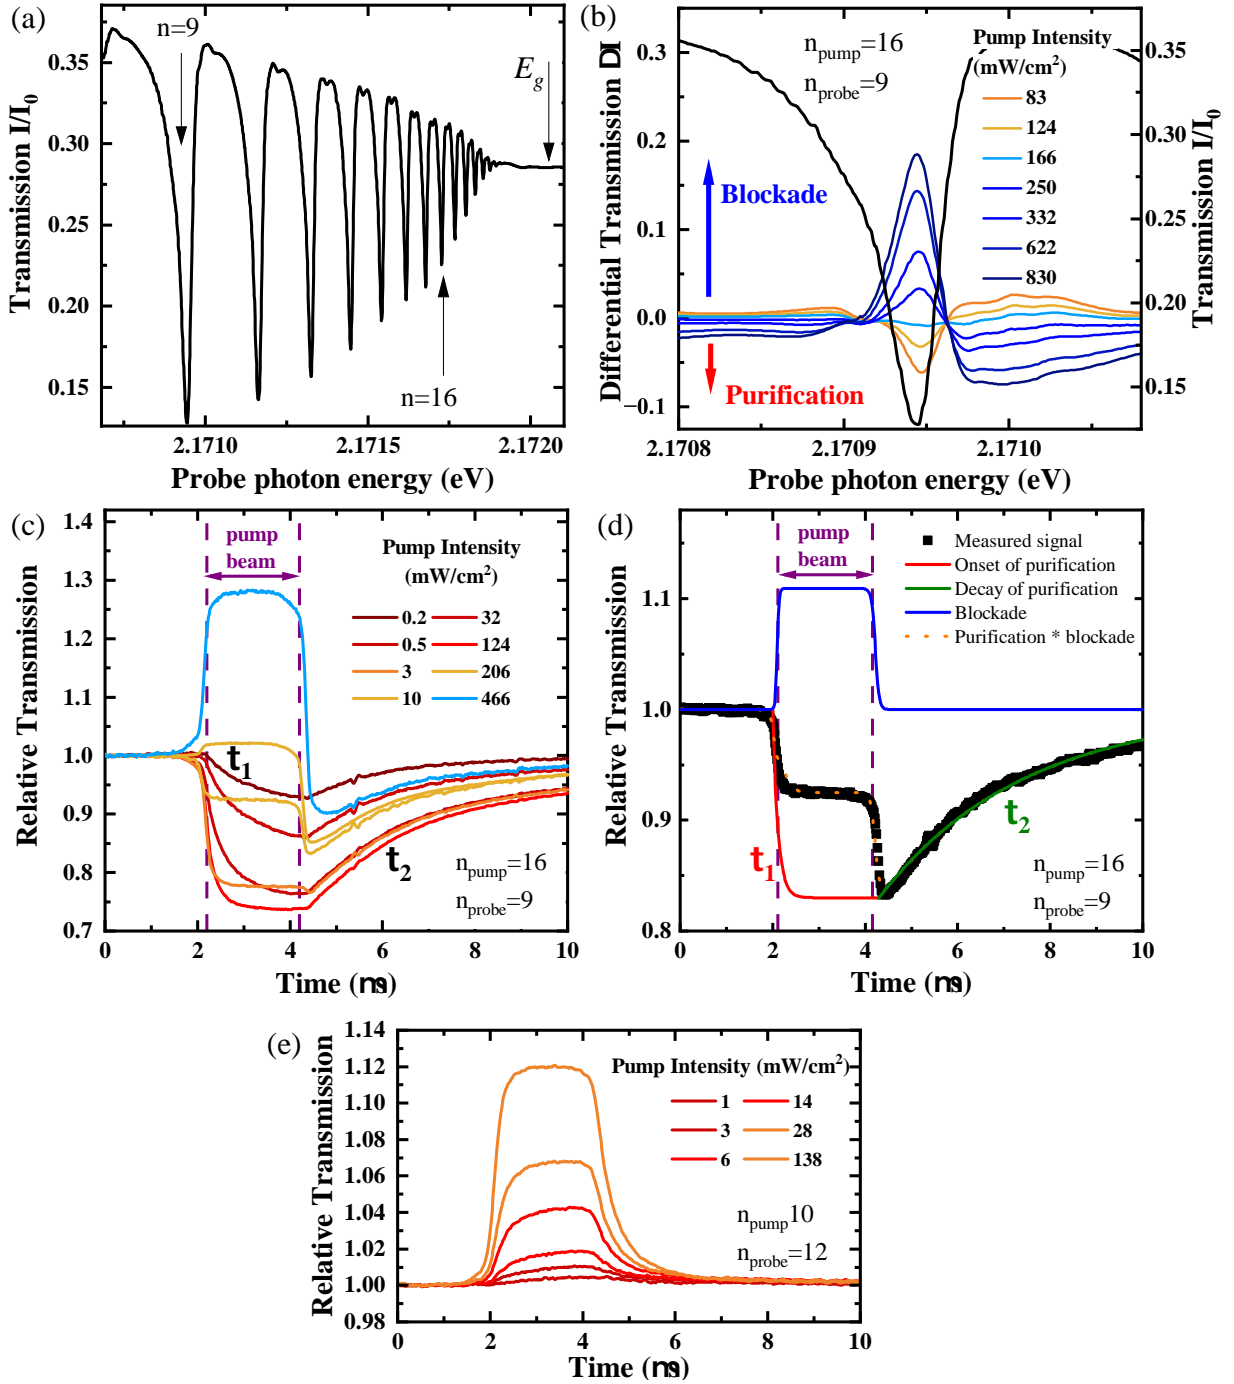 (a)
n=9
E_g
n=16
Transmission I/I₀
0.35
0.30
0.25
0.20
0.15
2.1710
2.1715
2.1720
Probe photon energy (eV)
(b)
n_pump=16
n_probe=9
Pump Intensity
(mW/cm²)
83
124
166
250
332
622
830
Blockade
Purification
Differential Transmission DI
0.3
0.2
0.1
0.0
−0.1
Transmission I/I₀
0.35
0.30
0.25
0.20
0.15
2.1708
2.1709
2.1710
Probe photon energy (eV)
(c)
pump
beam
Pump Intensity
(mW/cm²)
0.2 32
0.5 124
3 206
10 466
t₁
t₂
n_pump=16
n_probe=9
Relative Transmission
1.4
1.3
1.2
1.1
1.0
0.9
0.8
0.7
0 2 4 6 8 10
Time (ms)
(d)
pump
beam
Measured signal
Onset of purification
Decay of purification
Blockade
Purification * blockade
t₁
t₂
n_pump=16
n_probe=9
Relative Transmission
1.1
1.0
0.9
0.8
0 2 4 6 8 10
Time (ms)
(e)
Pump Intensity (mW/cm²)
1 14
3 28
6 138
n_pump10
n_probe=12
Relative Transmission
1.14
1.12
1.10
1.08
1.06
1.04
1.02
1.00
0.98
0 2 4 6 8 10
Time (ms)